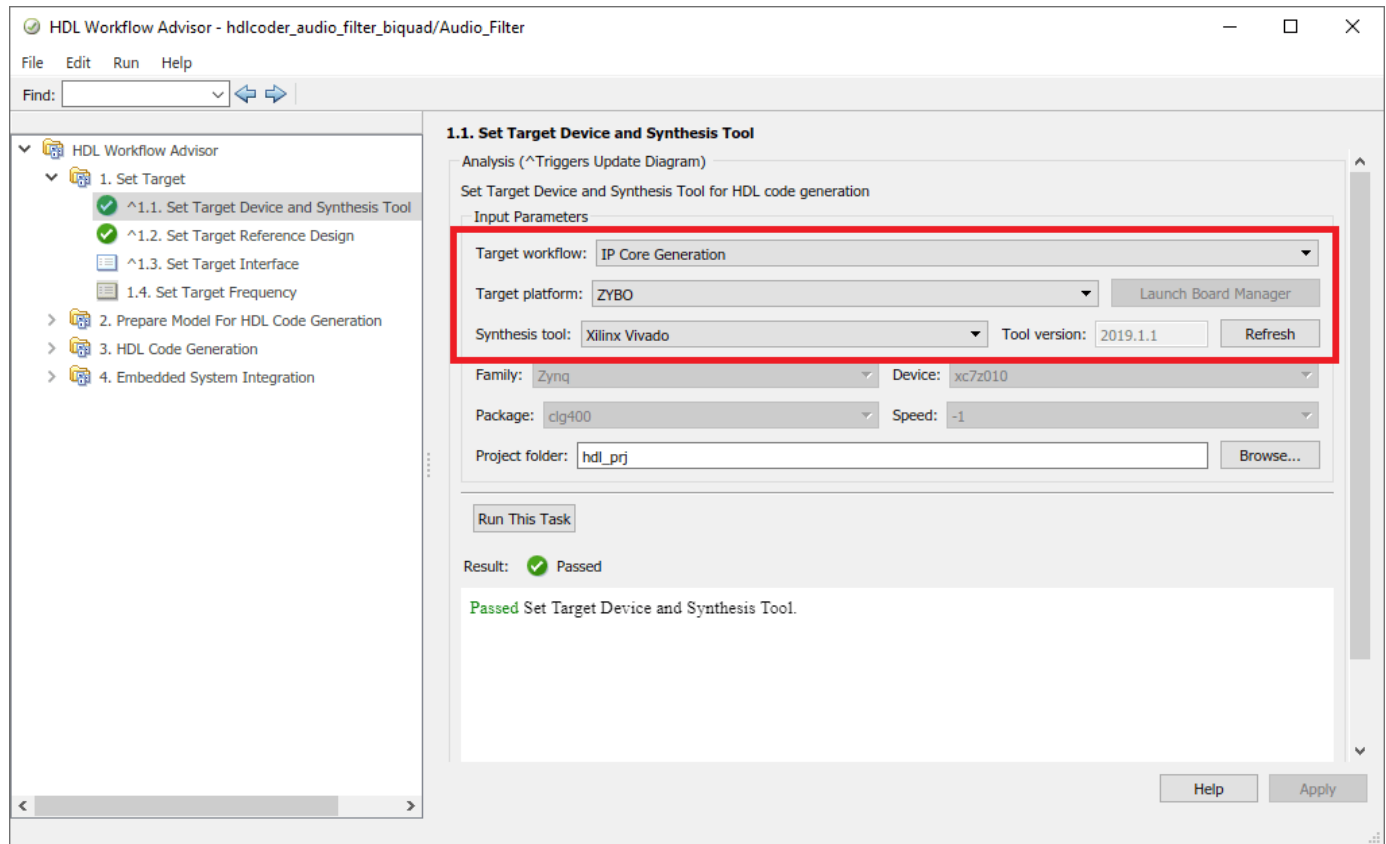 HDL Workflow Advisor - hdlcoder_audio_filter_biquad/Audio_Filter
File Edit Run Help
Find:
HDL Workflow Advisor
1. Set Target
^1.1. Set Target Device and Synthesis Tool
^1.2. Set Target Reference Design
^1.3. Set Target Interface
1.4. Set Target Frequency
2. Prepare Model For HDL Code Generation
3. HDL Code Generation
4. Embedded System Integration
1.1. Set Target Device and Synthesis Tool
Analysis (^Triggers Update Diagram)
Set Target Device and Synthesis Tool for HDL code generation
Input Parameters
Target workflow: IP Core Generation
Target platform: ZYBO Launch Board Manager
Synthesis tool: Xilinx Vivado Tool version: 2019.1.1 Refresh
Family: Zynq Device: xc7z010
Package: clg400 Speed: -1
Project folder: hdl_prj Browse...
Run This Task
Result: Passed
Passed Set Target Device and Synthesis Tool.
Help Apply